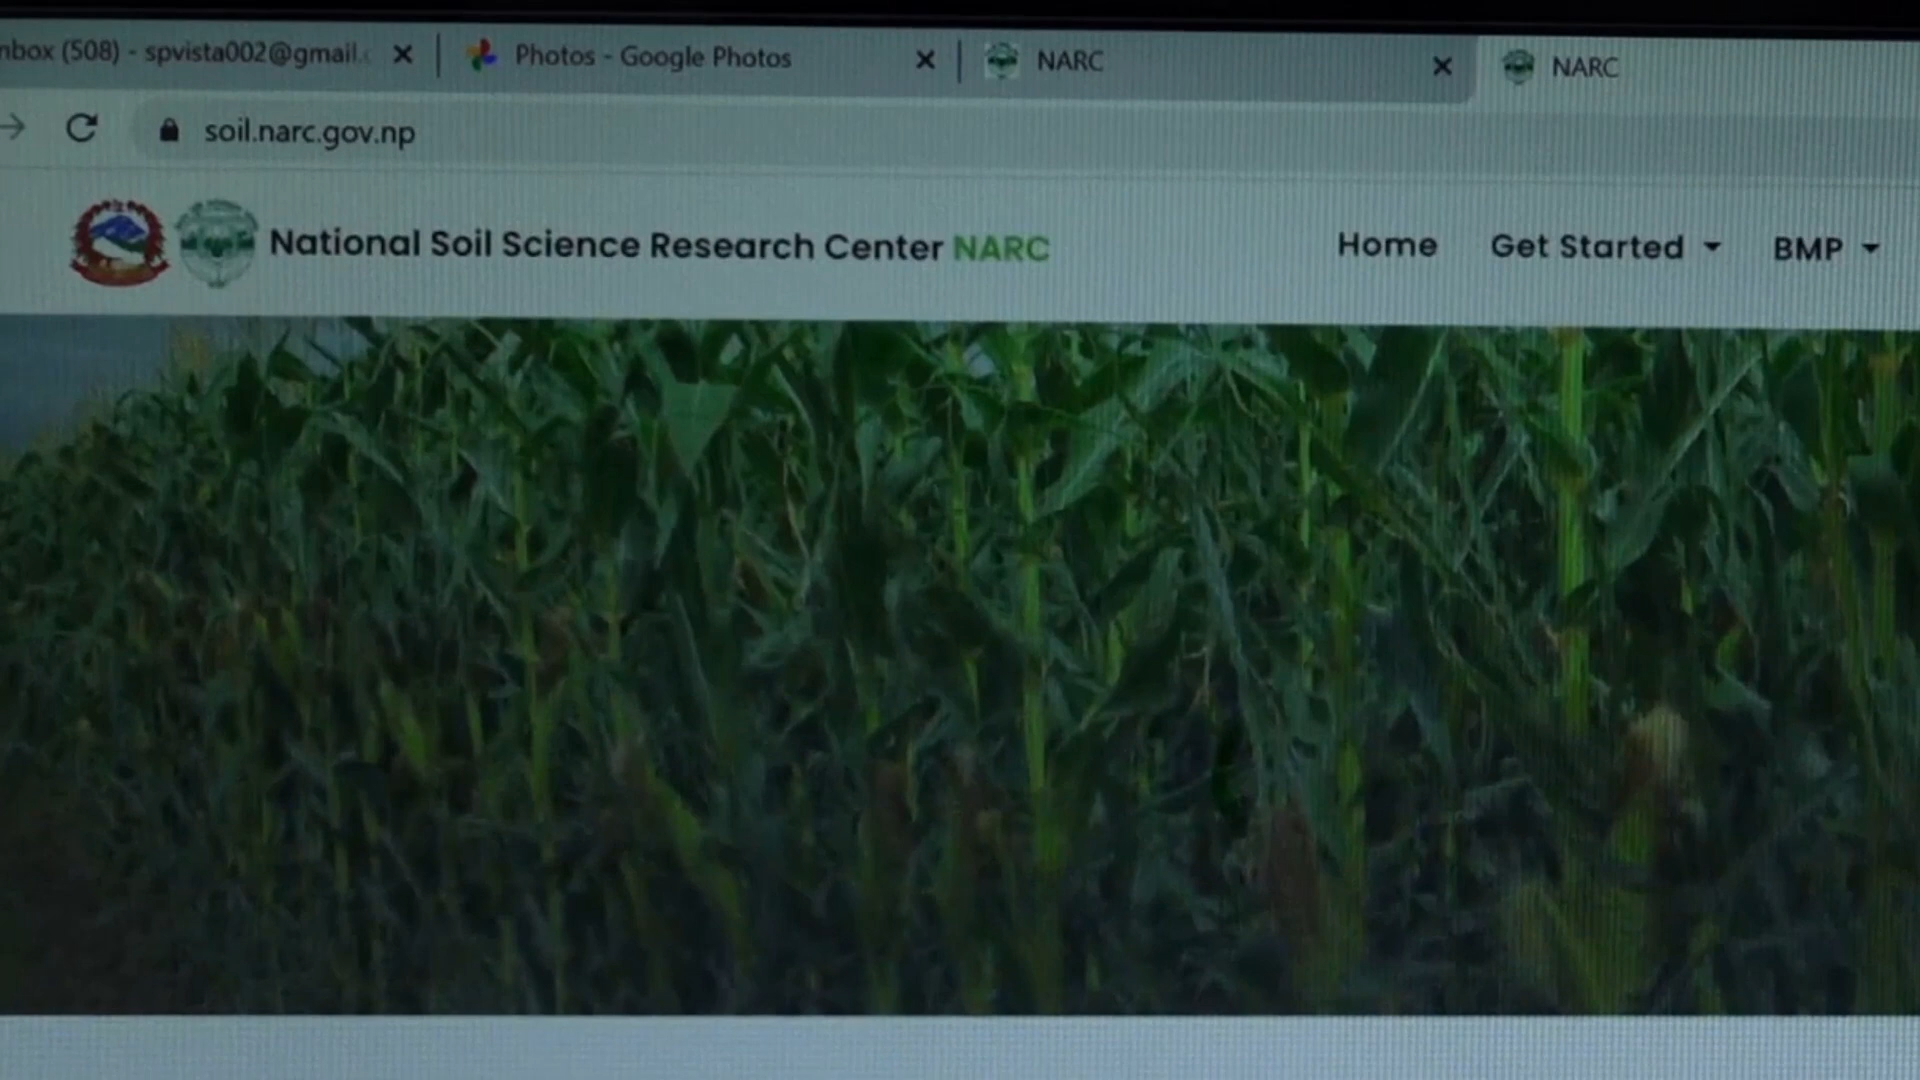 nbox (508) - spvista002@gmail.c
Photos - Google Photos
NARC
NARC
soil.narc.gov.np
National Soil Science Research Center NARC
Home
Get Started
BMP